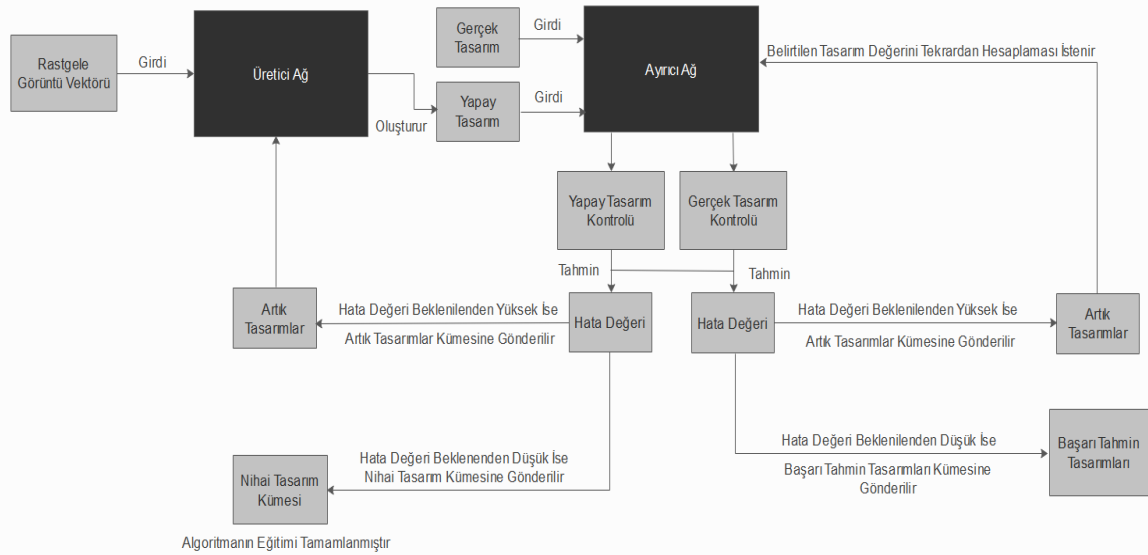 Rastgele
Görüntü Vektörü
Girdi
Üretici Ağ
Oluşturur
Gerçek
Tasarım
Girdi
Yapay
Tasarım
Girdi
Ayırıcı Ağ
Belirtilen Tasarım Değerini Tekrardan Hesaplaması İstenir
Yapay Tasarım
Kontrolü
Gerçek Tasarım
Kontrolü
Tahmin
Tahmin
Artık
Tasarımlar
Hata Değeri Beklenilenden Yüksek İse
Artık Tasarımlar Kümesine Gönderilir
Hata Değeri
Hata Değeri
Hata Değeri Beklenilenden Yüksek İse
Artık Tasarımlar Kümesine Gönderilir
Artık
Tasarımlar
Nihai Tasarım
Kümesi
Hata Değeri Beklenenden Düşük İse
Nihai Tasarım Kümesine Gönderilir
Hata Değeri Beklenilenden Düşük İse
Başarı Tahmin Tasarımları Kümesine
Gönderilir
Başarı Tahmin
Tasarımları
Algoritmanın Eğitimi Tamamlanmıştır